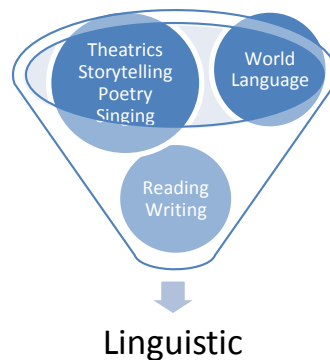 Theatrics
Storytelling
Poetry
Singing
World
Language
Reading
Writing
Linguistic